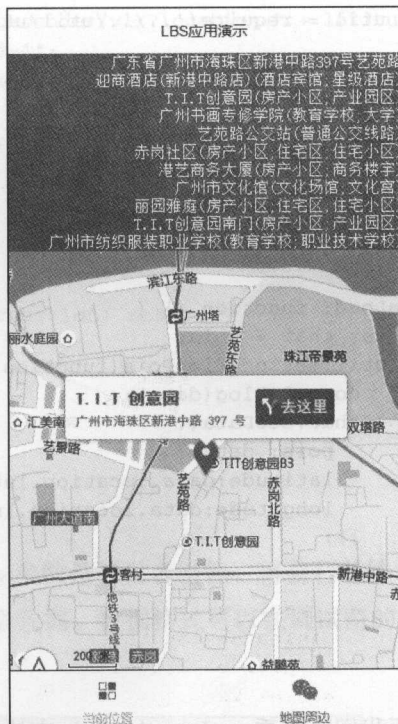 LBS应用演示
广东省广州市海珠区新港中路397号艺苑路
迎商酒店(新港中路店)(酒店宾馆;星级酒店)
T.I.T创意园(房产小区;产业园区)
广州书画专修学院(教育学校;大学)
艺苑路公交站(普通公交线路)
赤岗社区(房产小区;住宅区;住宅小区)
港艺商务大厦(房产小区;商务楼宇)
广州市文化馆(文化场馆;文化宫)
丽园雅庭(房产小区;住宅区;住宅小区)
T.I.T创意园南门(房产小区;产业园区)
广州市纺织服装职业学校(教育学校;职业技术学校)
滨江东路
广州塔
艺苑东路
丽水庭园
珠江帝景苑
T.I.T 创意园
广州市海珠区新港中路 397 号
去这里
汇美南
双塔路
艺景路
TIT创意园B3
艺苑路
赤岗北路
广州大道南
T.I.T创意园
客村
新港中路
地铁3号线
赤
200
赤岗
益鹏苑
当前位置
地图周边